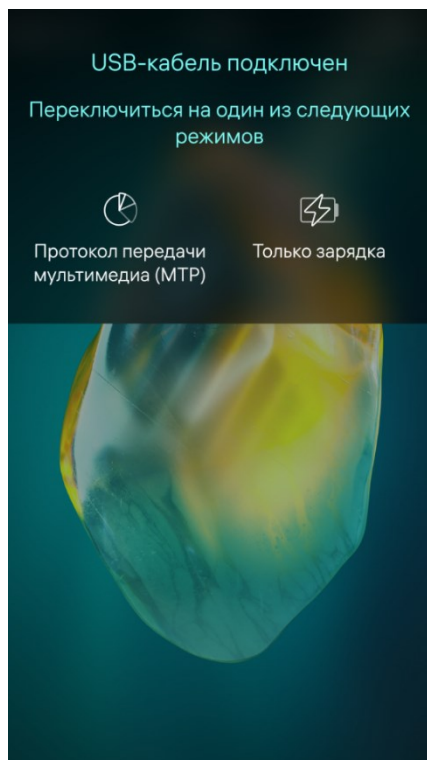 USB-кабель подключен
Переключиться на один из следующих
режимов
Протокол передачи
мультимедиа (MTP)
Только зарядка